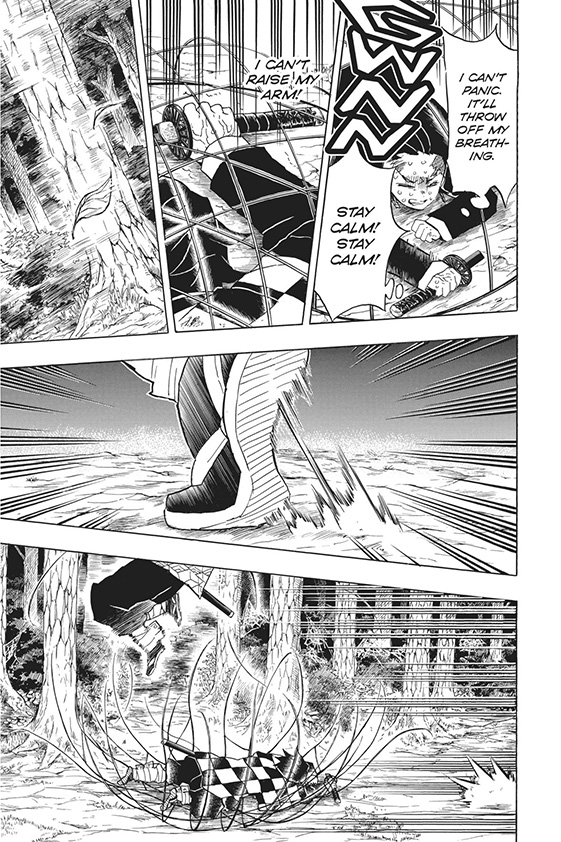 I CAN'T
PANIC.
IT'LL
THROW
OFF MY
BREATH-
ING.
STAY
CALM!
STAY
CALM!
I CAN'T
RAISE MY
ARM!